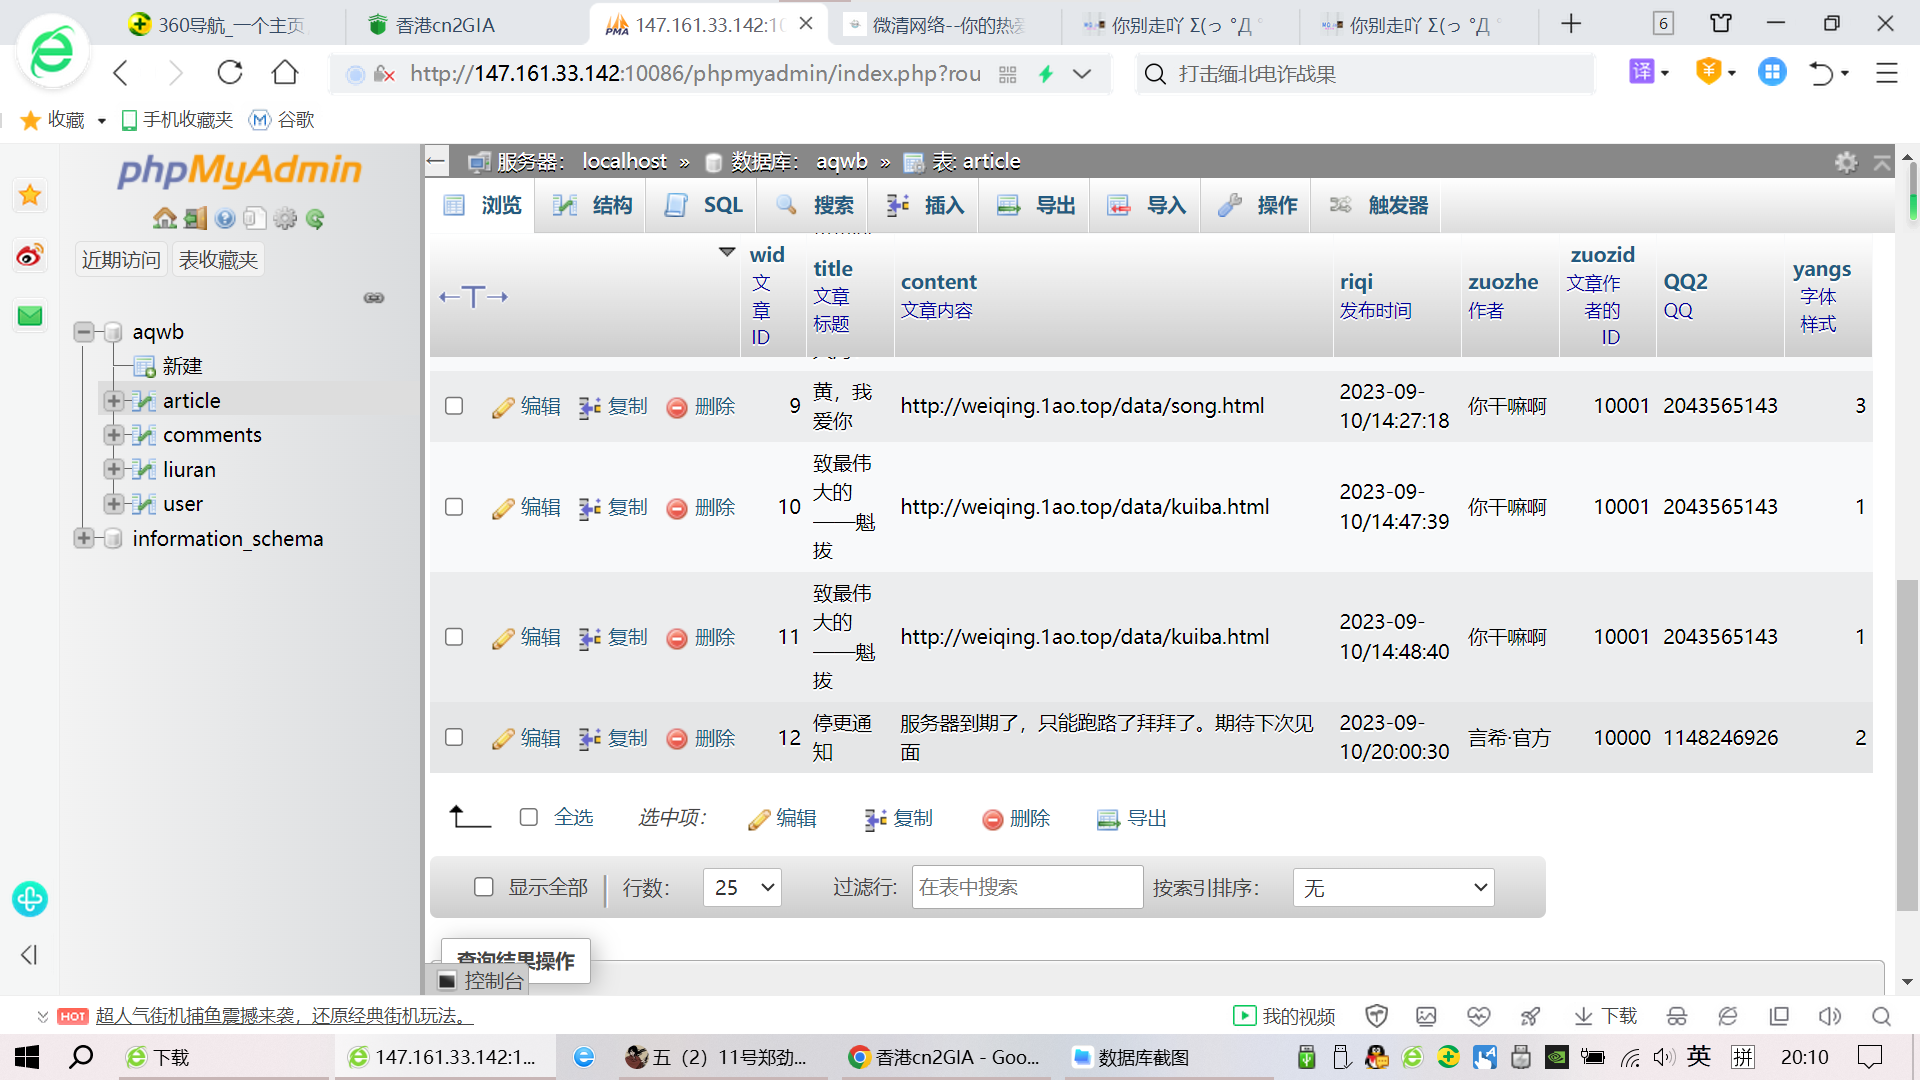 360导航_一个主页
香港cn2GIA
PMA 147.161.33.142:10
微清网络--你的热爱
你别走吖 Σ(っ °Д °
你别走吖 Σ(っ °Д °
6
http://147.161.33.142:10086/phpmyadmin/index.php?rou
打击缅北电诈战果
译
收藏
手机收藏夹
谷歌
phpMyAdmin
近期访问
表收藏夹
aqwb
新建
article
comments
liuran
user
information_schema
服务器: localhost » 数据库: aqwb » 表: article
浏览 结构 SQL 搜索 插入 导出 导入 操作 触发器
←T→
wid 文章ID
title 文章标题
content 文章内容
riqi 发布时间
zuozhe 作者
zuozid 文章作者的ID
QQ2 QQ
yangs 字体样式
编辑 复制 删除 9 黄，我爱你 http://weiqing.1ao.top/data/song.html 2023-09-10/14:27:18 你干嘛啊 10001 2043565143 3
编辑 复制 删除 10 致最伟大的——魁拔 http://weiqing.1ao.top/data/kuiba.html 2023-09-10/14:47:39 你干嘛啊 10001 2043565143 1
编辑 复制 删除 11 致最伟大的——魁拔 http://weiqing.1ao.top/data/kuiba.html 2023-09-10/14:48:40 你干嘛啊 10001 2043565143 1
编辑 复制 删除 12 停更通知 服务器到期了，只能跑路了拜拜了。期待下次见面 2023-09-10/20:00:30 言希·官方 10000 1148246926 2
全选 选中项: 编辑 复制 删除 导出
显示全部 行数: 25 过滤行: 在表中搜索 按索引排序: 无
查询结果操作
控制台
HOT 超人气街机捕鱼震撼来袭，还原经典街机玩法。
我的视频
下载
下载
147.161.33.142:1...
五（2）11号郑劲...
香港cn2GIA - Goo...
数据库截图
英
拼
20:10